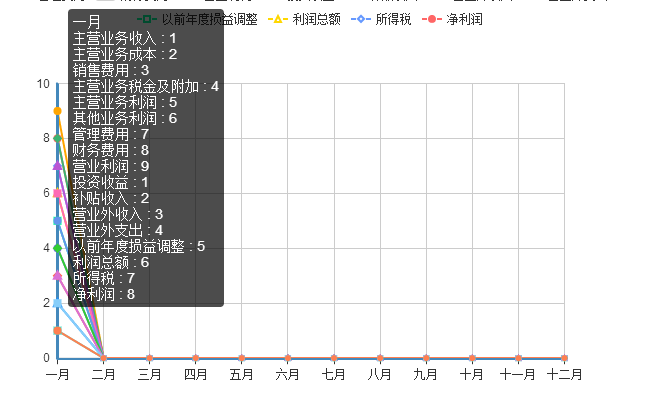 以前年度损益调整 利润总额 所得税 净利润
一月
主营业务收入 : 1
主营业务成本 : 2
销售费用 : 3
主营业务税金及附加 : 4
主营业务利润 : 5
其他业务利润 : 6
管理费用 : 7
财务费用 : 8
营业利润 : 9
投资收益 : 1
补贴收入 : 2
营业外收入 : 3
营业外支出 : 4
以前年度损益调整 : 5
利润总额 : 6
所得税 : 7
净利润 : 8
10
8
6
4
2
0
一月 二月 三月 四月 五月 六月 七月 八月 九月 十月 十一月 十二月